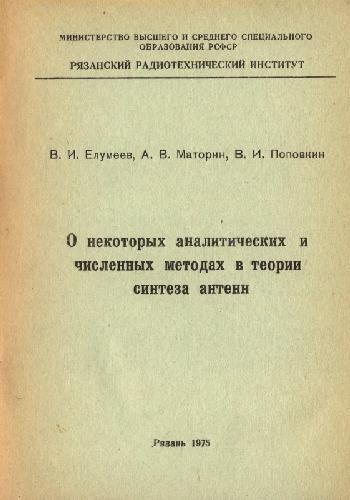 МИНИСТЕРСТВО ВЫСШЕГО И СРЕДНЕГО СПЕЦИАЛЬНОГО
ОБРАЗОВАНИЯ РСФСР
РЯЗАНСКИЙ РАДИОТЕХНИЧЕСКИЙ ИНСТИТУТ
В. И. Елумеев, А. В. Маторин, В. И. Поповкин
О некоторых аналитических и
численных методах в теории
синтеза антенн
Рязань 1975